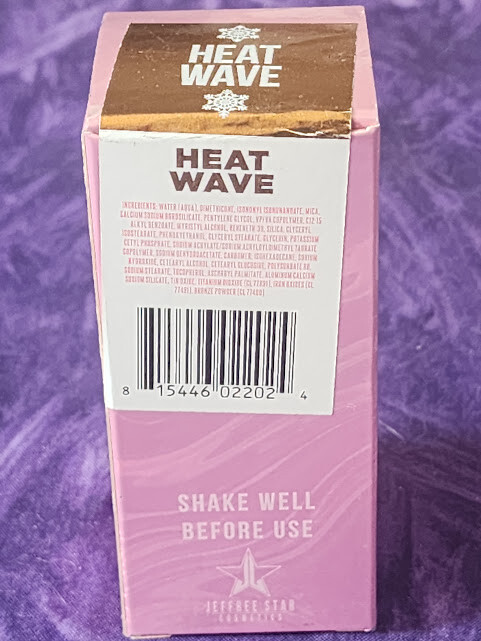 HEAT
WAVE
HEAT
WAVE
INGREDIENTS: WATER (AQUA), DIMETHICONE, ISONONYL ISONONANOATE, MICA,
CALCIUM SODIUM BOROSILICATE, PENTYLENE GLYCOL, VP/VA COPOLYMER, C12-15
ALKYL BENZOATE, MYRISTYL ALCOHOL, BEHENETH-30, SILICA, GLYCERYL
ISOSTEARATE, PHENOXYETHANOL, GLYCERYL STEARATE, GLYCERIN, POTASSIUM
CETYL PHOSPHATE, SODIUM ACRYLATE/SODIUM ACRYLOYLDIMETHYL TAURATE
COPOLYMER, SODIUM DEHYDROACETATE, CARBOMER, ISOHEXADECANE, SODIUM
HYDROXIDE, CETEARYL ALCOHOL, CETEARYL GLUCOSIDE, POLYSORBATE 80,
SODIUM STEARATE, TOCOPHEROL, ASCORBYL PALMITATE, ALUMINUM CALCIUM
SODIUM SILICATE, TIN OXIDE, TITANIUM DIOXIDE (CI 77891), IRON OXIDES (CI
77491), BRONZE POWDER (CI 77400)
8 15446 02202 4
SHAKE WELL
BEFORE USE
JEFFREE STAR
COSMETICS